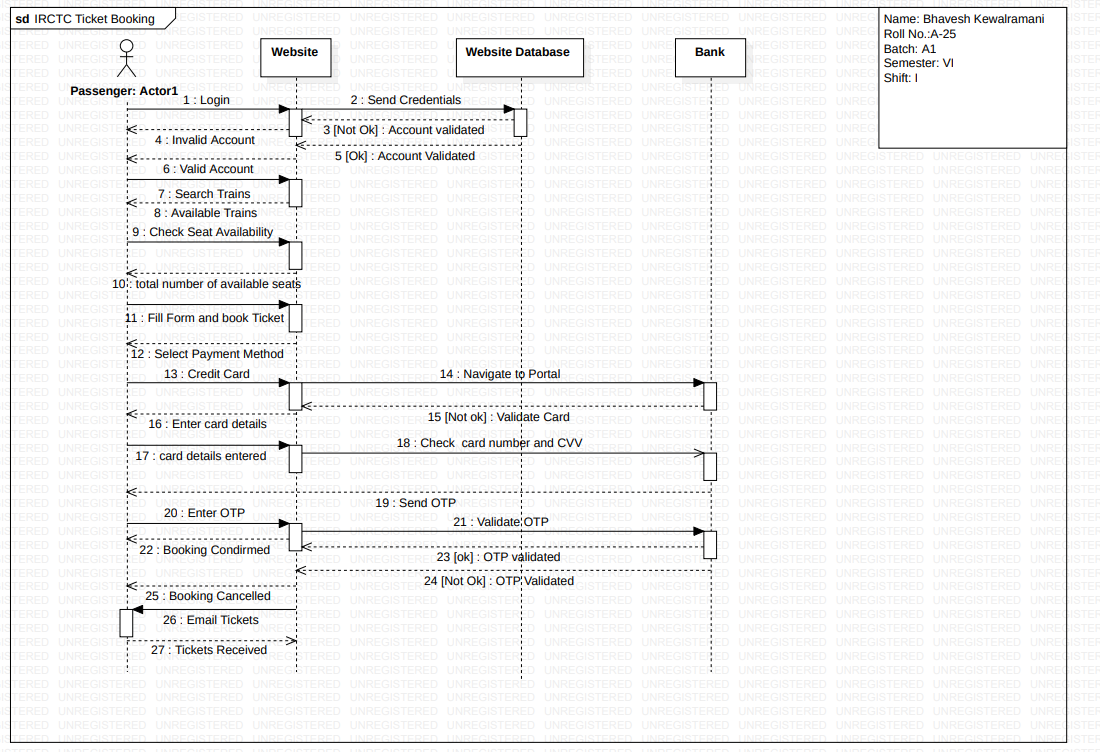 sd IRCTC Ticket Booking
Name: Bhavesh Kewalramani
Roll No.:A-25
Batch: A1
Semester: VI
Shift: I
Website
Website Database
Bank
Passenger: Actor1
1 : Login
2 : Send Credentials
3 [Not Ok] : Account validated
4 : Invalid Account
5 [Ok] : Account Validated
6 : Valid Account
7 : Search Trains
8 : Available Trains
9 : Check Seat Availability
10 : total number of available seats
11 : Fill Form and book Ticket
12 : Select Payment Method
13 : Credit Card
14 : Navigate to Portal
15 [Not ok] : Validate Card
16 : Enter card details
17 : card details entered
18 : Check  card number and CVV
19 : Send OTP
20 : Enter OTP
21 : Validate OTP
22 : Booking Condirmed
23 [ok] : OTP validated
24 [Not Ok] : OTP Validated
25 : Booking Cancelled
26 : Email Tickets
27 : Tickets Received
UNREGISTERED